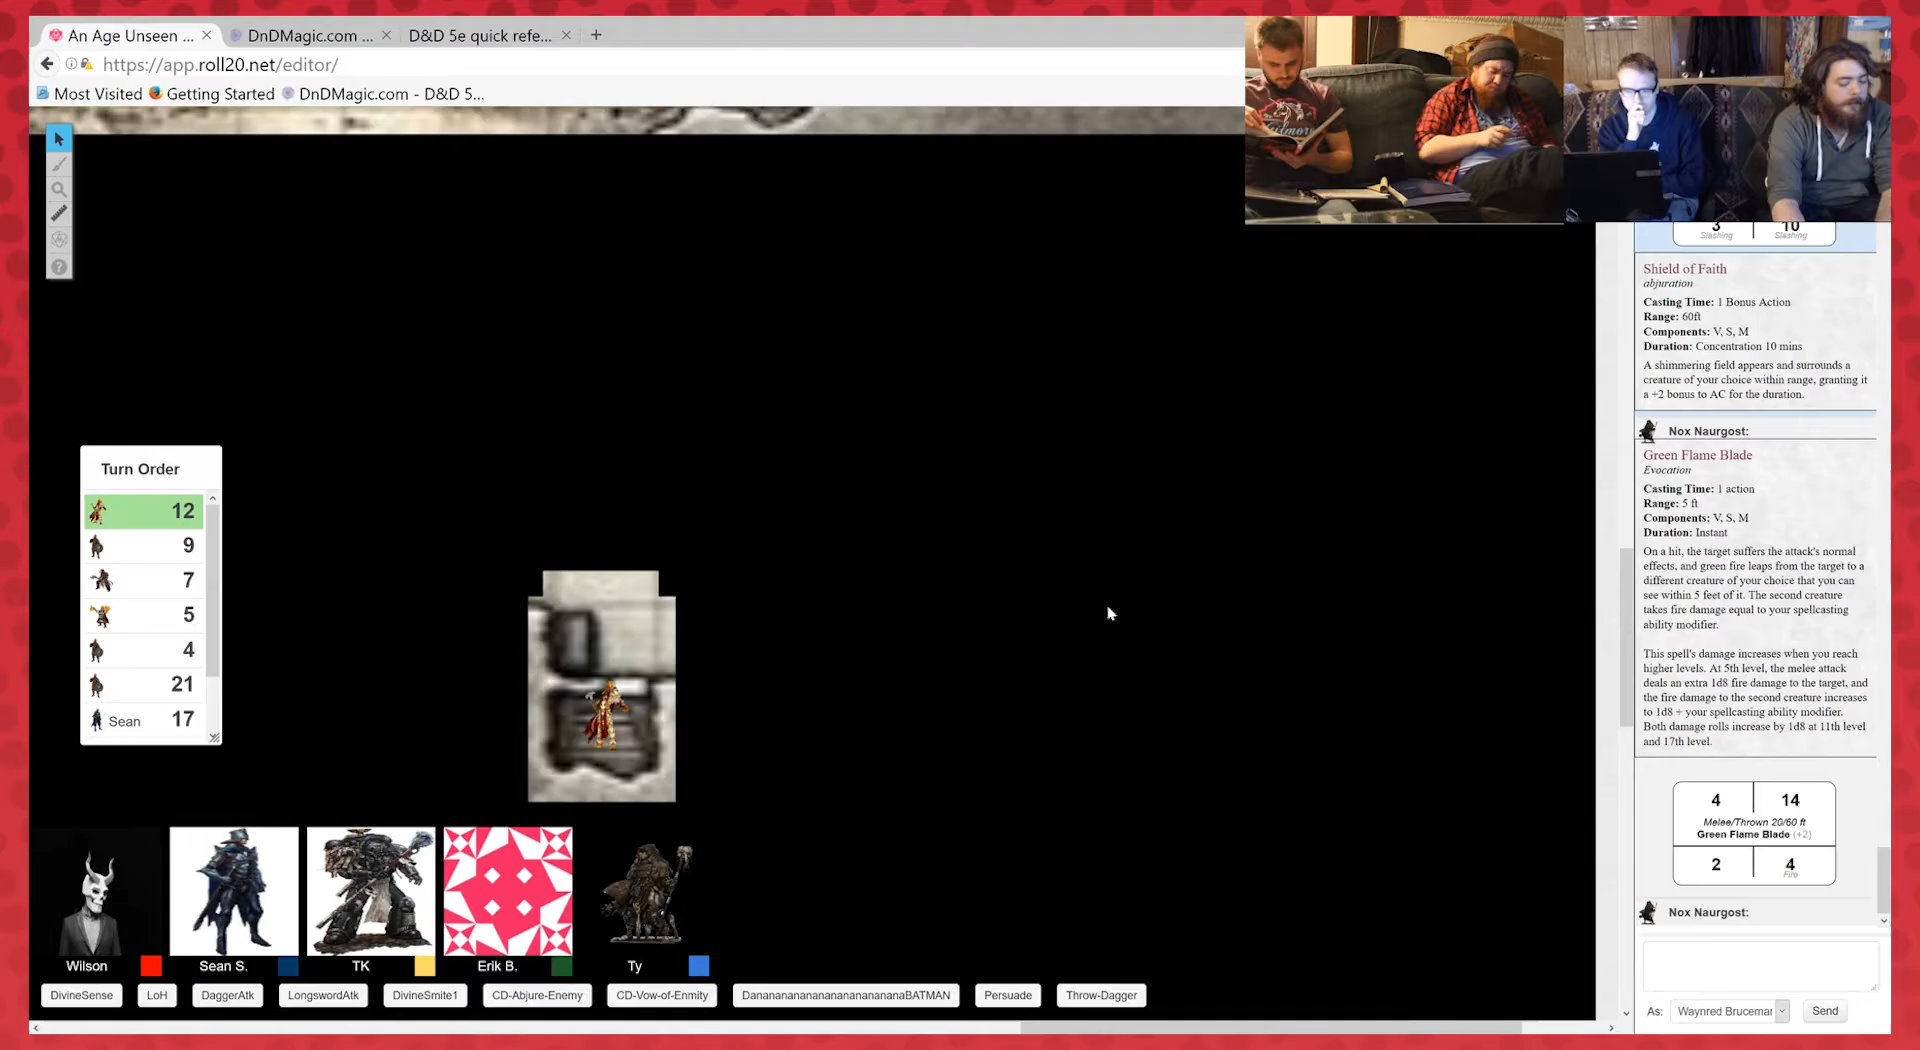 An Age Unseen ...
DnDMagic.com ...
D&D 5e quick refe...
https://app.roll20.net/editor/
Most Visited
Getting Started
DnDMagic.com - D&D 5...
3
10
Slashing
Slashing
Shield of Faith
abjuration
Casting Time: 1 Bonus Action
Range: 60ft
Components: V, S, M
Duration: Concentration 10 mins
A shimmering field appears and surrounds a
creature of your choice within range, granting it
a +2 bonus to AC for the duration.
Nox Naurgost:
Green Flame Blade
Evocation
Casting Time: 1 action
Range: 5 ft
Components: V, S, M
Duration: Instant
On a hit, the target suffers the attack's normal
effects, and green fire leaps from the target to a
different creature of your choice that you can
see within 5 feet of it. The second creature
takes fire damage equal to your spellcasting
ability modifier.
This spell's damage increases when you reach
higher levels. At 5th level, the melee attack
deals an extra 1d8 fire damage to the target, and
the fire damage to the second creature increases
to 1d8 + your spellcasting ability modifier.
Both damage rolls increase by 1d8 at 11th level
and 17th level.
4
14
Melee/Thrown 20/60 ft
Green Flame Blade (+2)
2
4
Fire
Nox Naurgost:
As:
Waynred Brucemar
Send
Turn Order
12
9
7
5
4
21
Sean 17
Wilson
Sean S.
TK
Erik B.
Ty
DivineSense
LoH
DaggerAtk
LongswordAtk
DivineSmite1
CD-Abjure-Enemy
CD-Vow-of-Enmity
DananananananananananaBATMAN
Persuade
Throw-Dagger